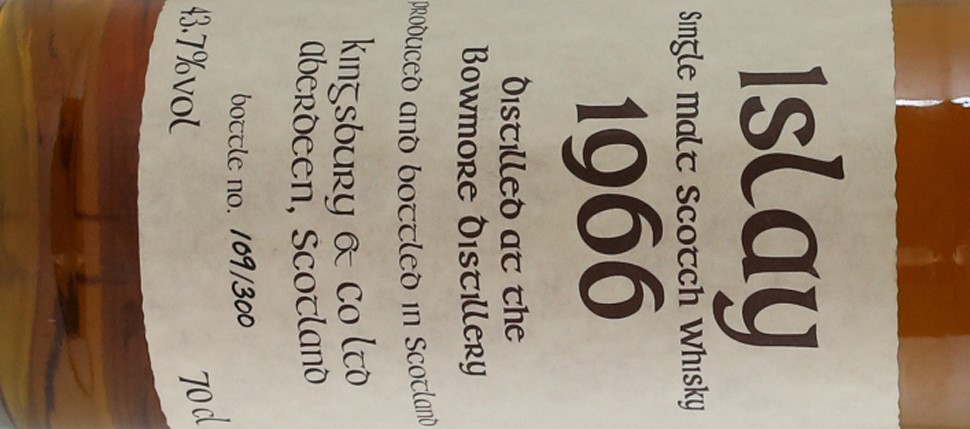 Islay
Single malt Scotch Whisky
1966
Distilled at the
Bowmore Distillery
produced and bottled in Scotland
Kingsbury & Co Ltd
Aberdeen, Scotland
bottle no. 109/300
43.7%vol 70cl